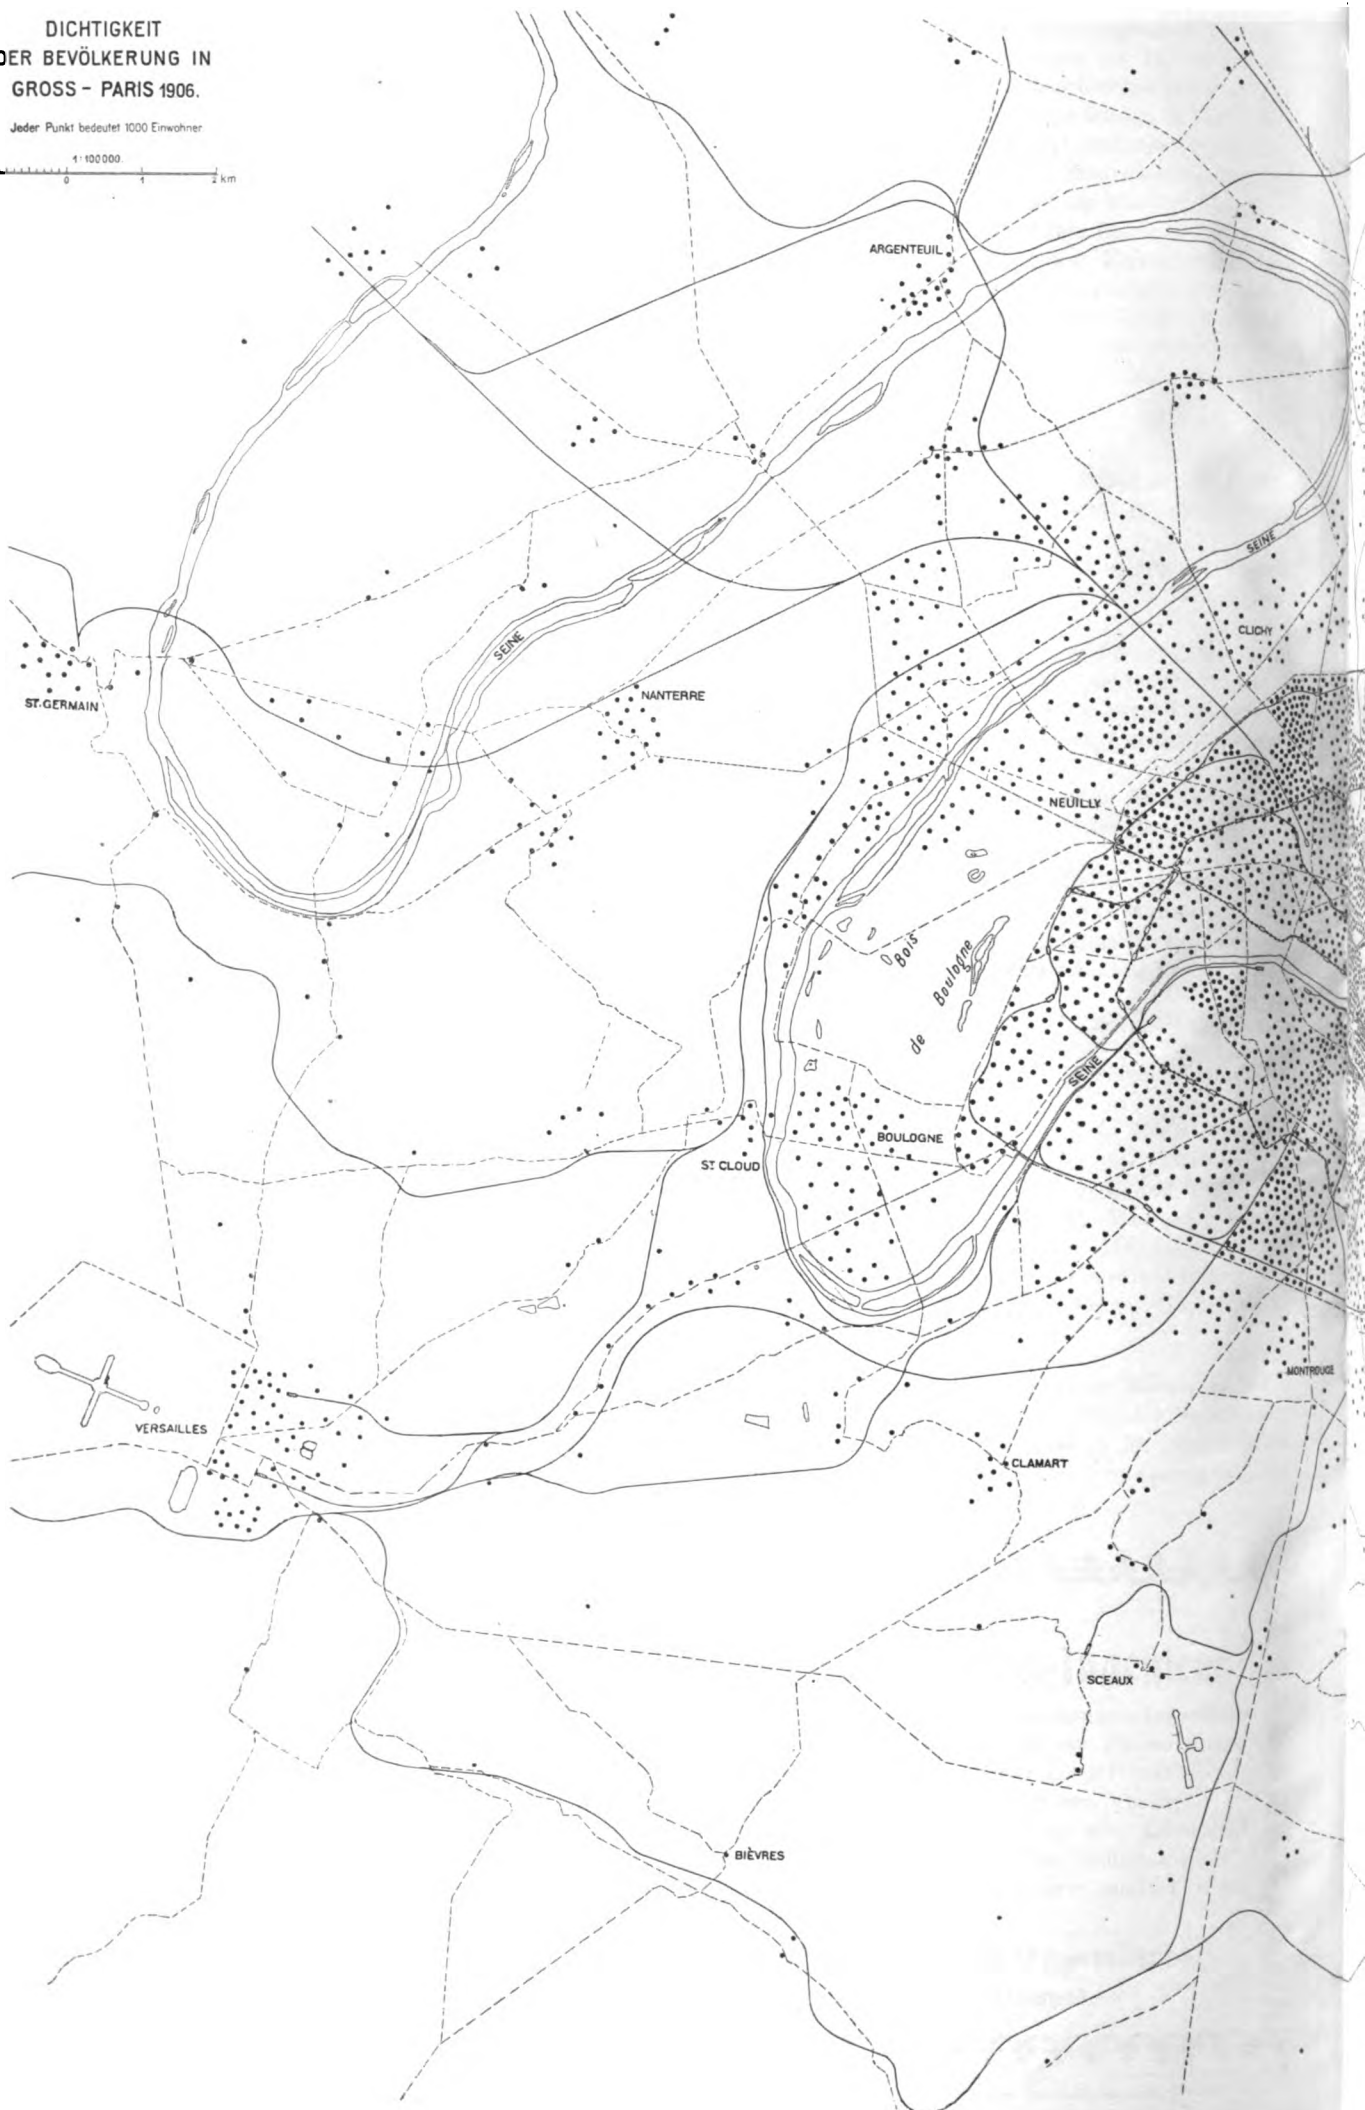 DICHTIGKEIT
DER BEVÖLKERUNG IN
GROSS - PARIS 1906.
Jeder Punkt bedeutet 1000 Einwohner
1:100000.
0 1 2 km
ARGENTEUIL
SEINE
CLICHY
SEINE
NANTERRE
ST. GERMAIN
NEUILLY
Bois
de Boulogne
SEINE
BOULOGNE
ST CLOUD
MONTROUGE
VERSAILLES
CLAMART
SCEAUX
BIÈVRES